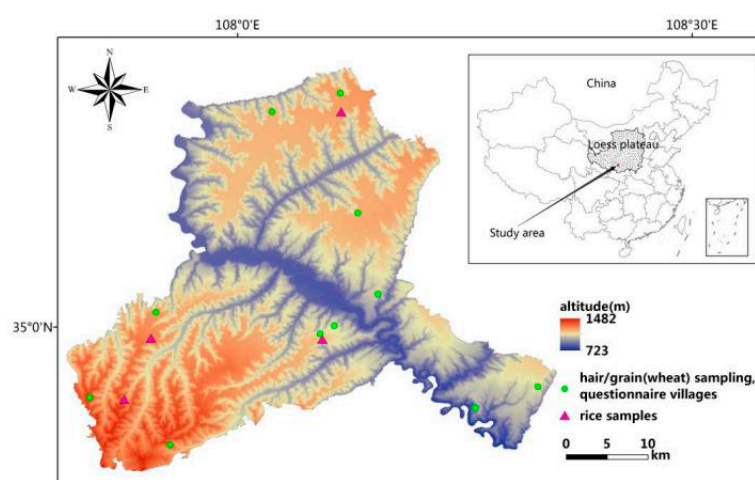 108°0'E
108°30'E
N
W
E
S
China
Loess plateau
Study area
35°0'N
altitude(m)
1482
723
hair/grain(wheat) sampling,
questionnaire villages
rice samples
0 5 10
km